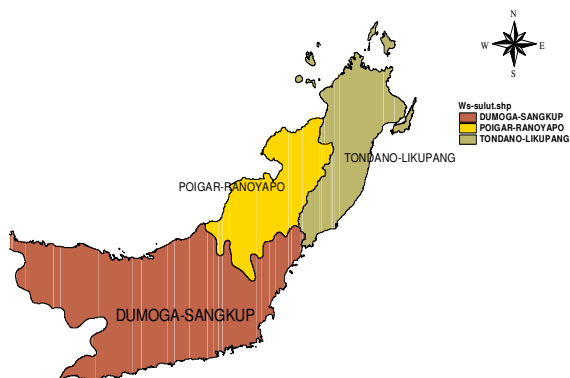 N
W E
S
Ws-sulut.shp
DUMOGA-SANGKUP
POIGAR-RANOYAPO
TONDANO-LIKUPANG
TONDANO-LIKUPANG
POIGAR-RANOYAPO
DUMOGA-SANGKUP